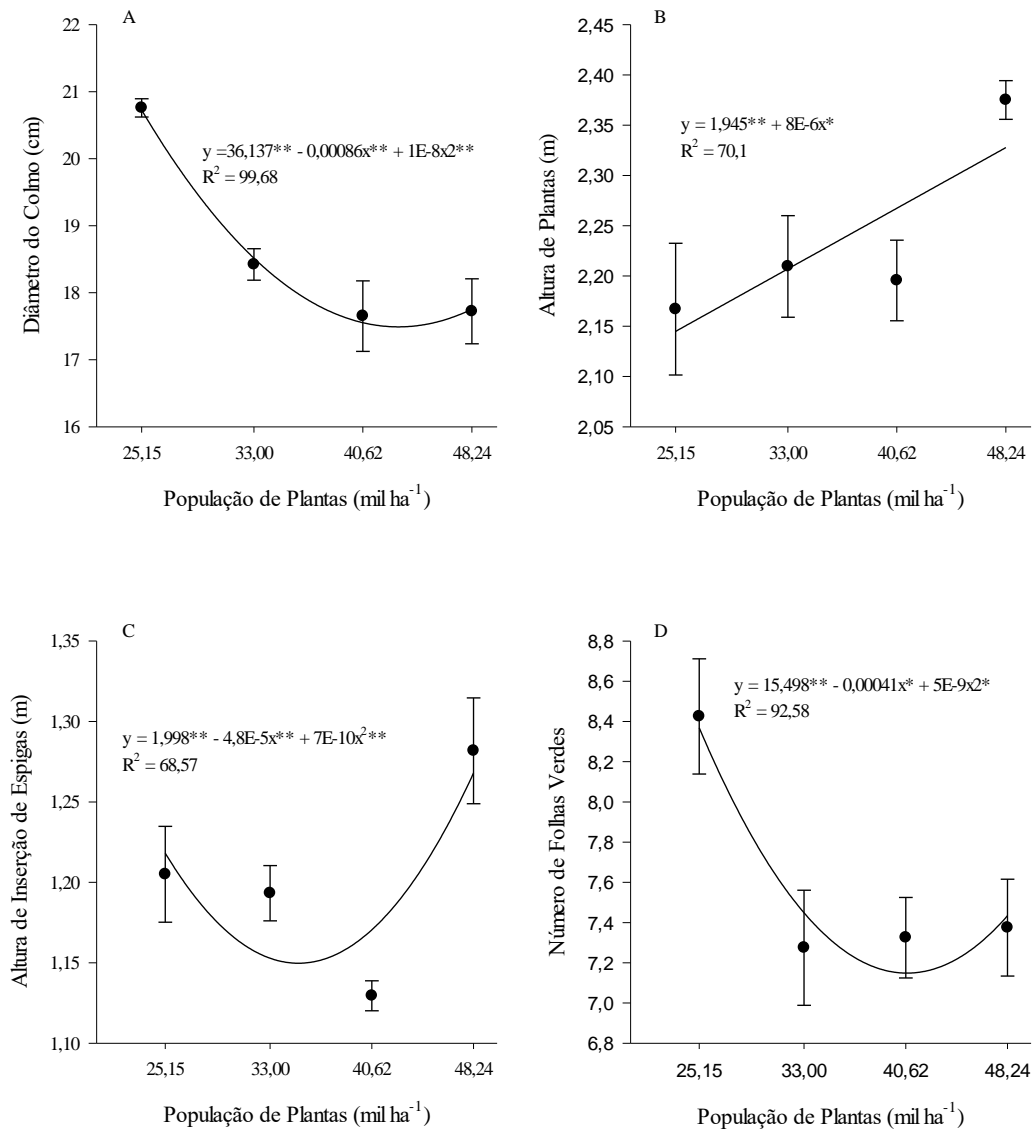 A
22
21
20
19
18
17
16
Diâmetro do Colmo (cm)
y =36,137** - 0,00086x** + 1E-8x2**
R² = 99,68
25,15 33,00 40,62 48,24
População de Plantas (mil ha⁻¹)
B
2,45
2,40
2,35
2,30
2,25
2,20
2,15
2,10
2,05
Altura de Plantas (m)
y = 1,945** + 8E-6x*
R² = 70,1
25,15 33,00 40,62 48,24
População de Plantas (mil ha⁻¹)
C
1,35
1,30
1,25
1,20
1,15
1,10
Altura de Inserção de Espigas (m)
y = 1,998** - 4,8E-5x** + 7E-10x² **
R² = 68,57
25,15 33,00 40,62 48,24
População de Plantas (mil ha⁻¹)
D
8,8
8,6
8,4
8,2
8,0
7,8
7,6
7,4
7,2
7,0
6,8
Número de Folhas Verdes
y = 15,498** - 0,00041x* + 5E-9x2*
R² = 92,58
25,15 33,00 40,62 48,24
População de Plantas (mil ha⁻¹)